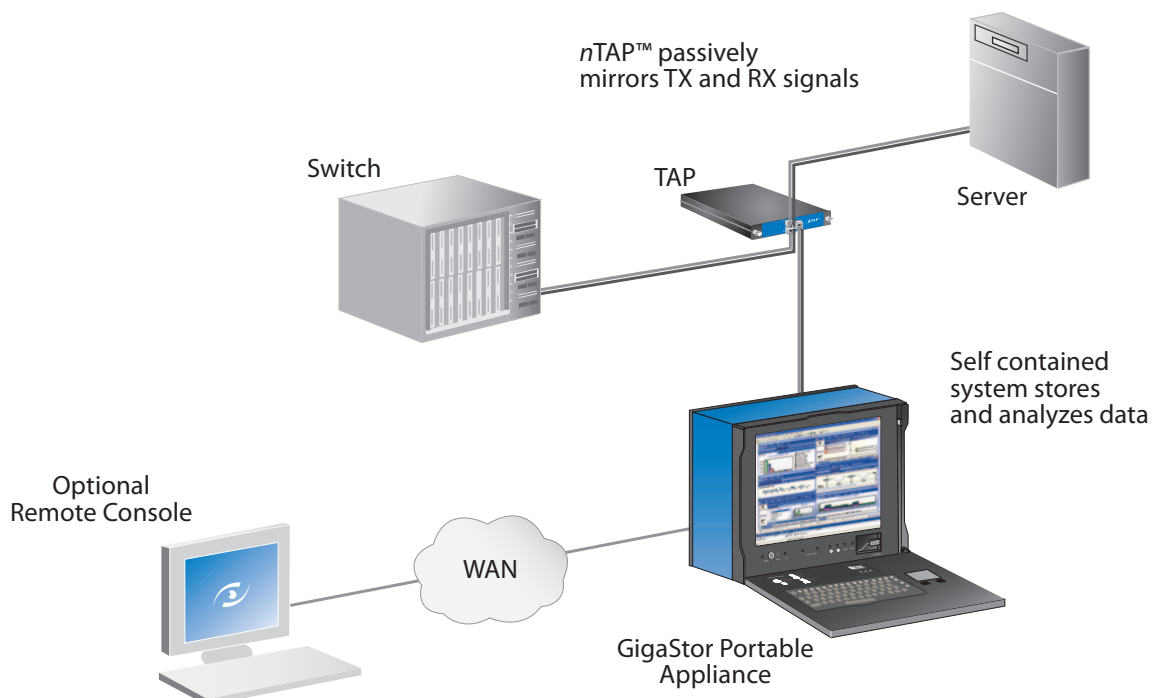 nTAP™ passively
mirrors TX and RX signals
Switch
TAP
Server
Self contained
system stores
and analyzes data
Optional
Remote Console
WAN
GigaStor Portable
Appliance